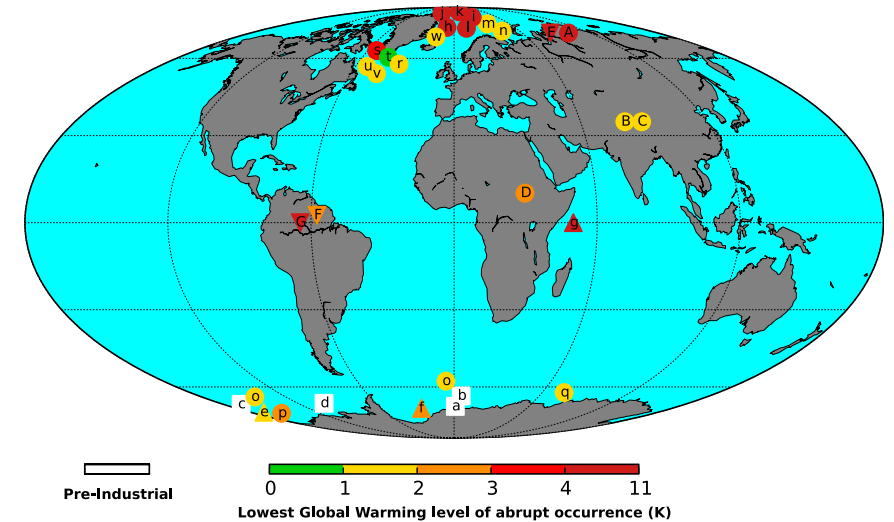 j k i
h l m n E A
w
s t r
u v
B C
D
G F g
o
o b q
c e p d f a
Pre-Industrial
0 1 2 3 4 11
Lowest Global Warming level of abrupt occurrence (K)